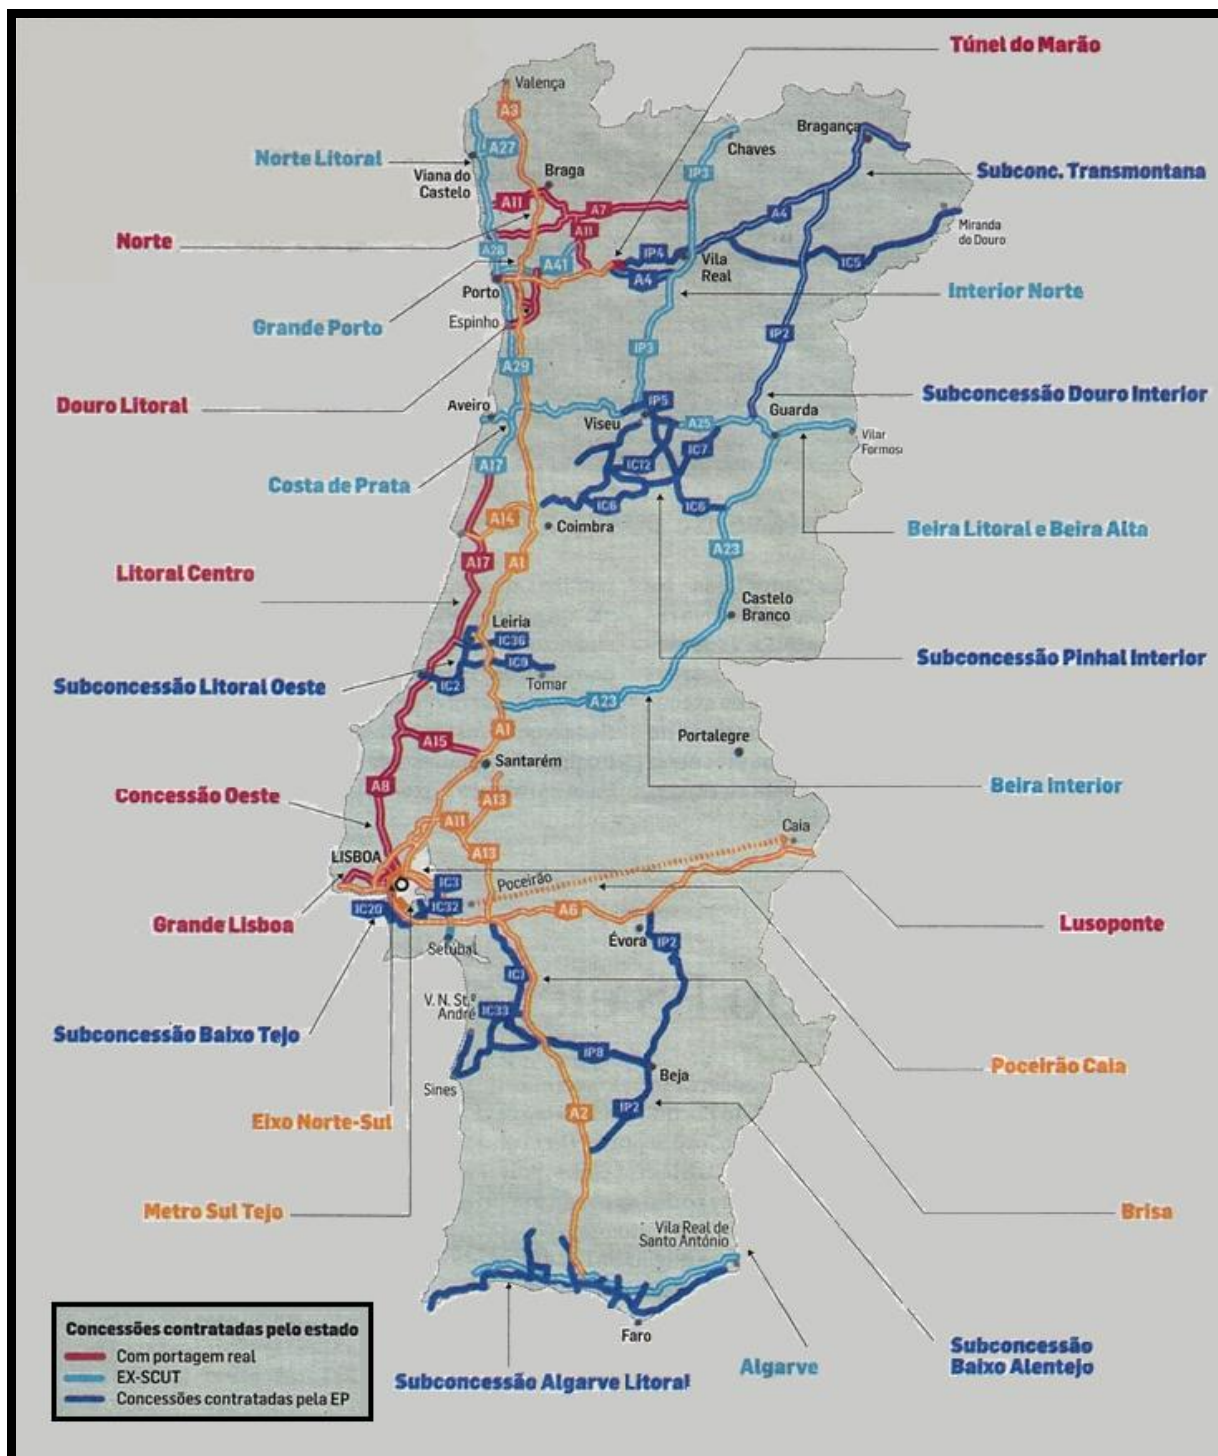 Túnel do Marão
Valença
A3
Bragança
Norte Litoral
A27
Chaves
Viana do
Castelo
Braga
IP3
Subconc. Transmontana
A11
A7
A4
Norte
A11
Miranda
do Douro
A28
A41
IP4
Vila
Real
IC5
Porto
A4
Interior Norte
Grande Porto
Espinho
IP2
A29
IP3
Douro Litoral
Aveiro
IP5
Subconcessão Douro Interior
Viseu
A25
Guarda
Vilar
Formos
Costa de Prata
A17
IC12
IC7
A14
IC6
IC6
Coimbra
Beira Litoral e Beira Alta
A17
A1
A23
Litoral Centro
Castelo
Branco
Leiria
IC36
IC9
Subconcessão Pinhal Interior
Subconcessão Litoral Oeste
IC2
Tomar
A23
A1
A15
Portalegre
Santarém
A8
Beira Interior
Concessão Oeste
A13
A11
Caia
LISBOA
A13
IC3
Poceirão
IC20
IC32
A6
Grande Lisboa
Lusoponte
Setúbal
Évora
IP2
IC1
V. N. St.º
André
IC33
Subconcessão Baixo Tejo
IP8
Beja
Poceirão Caia
Sines
Eixo Norte-Sul
A2
IP2
Metro Sul Tejo
Brisa
Vila Real de
Santo António
Concessões contratadas pelo estado
Com portagem real
EX-SCUT
Concessões contratadas pela EP
Faro
Subconcessão Algarve Litoral
Algarve
Subconcessão
Baixo Alentejo